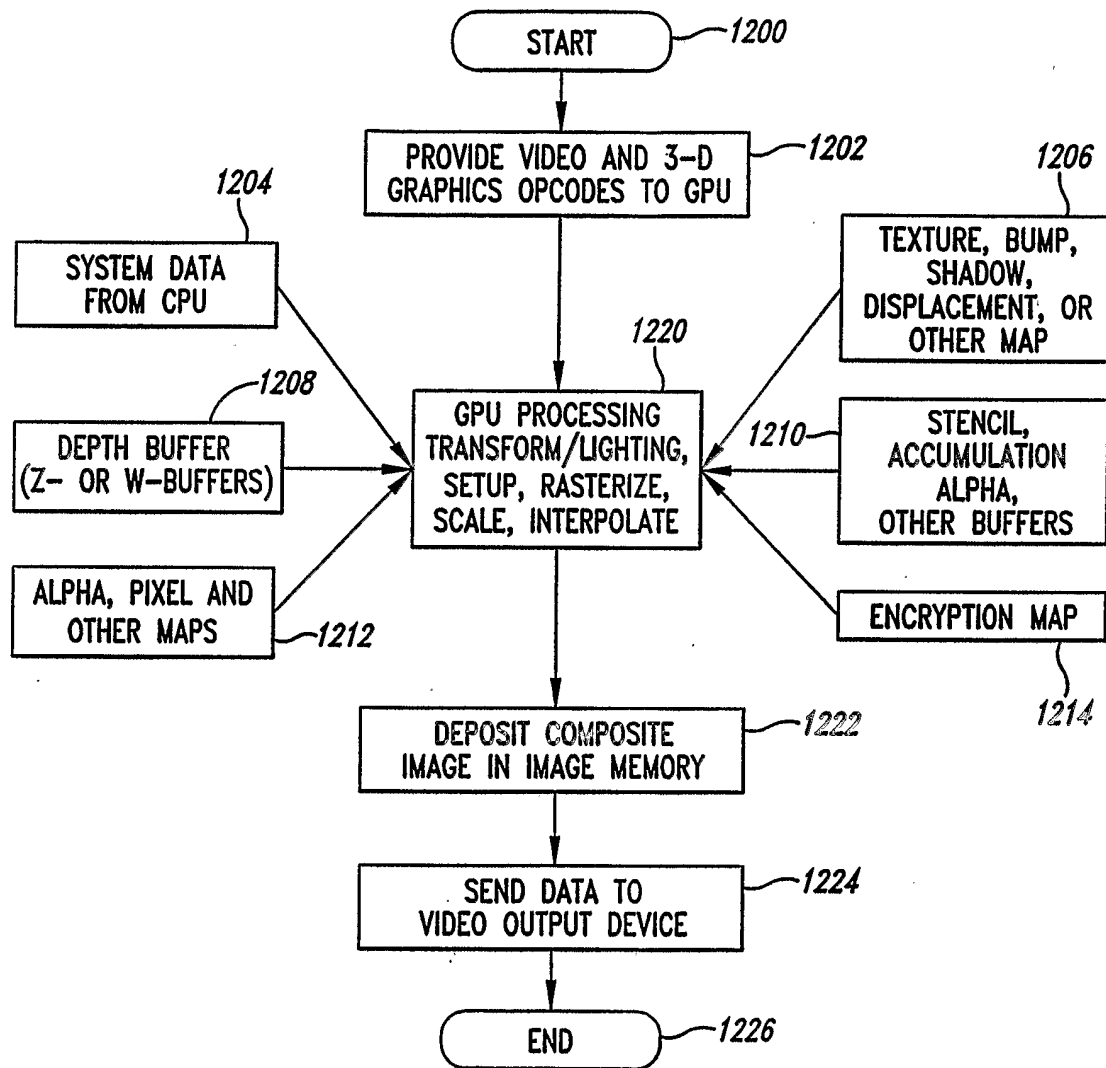 START
1200
PROVIDE VIDEO AND 3-D
GRAPHICS OPCODES TO GPU
1202
1204
SYSTEM DATA
FROM CPU
1206
TEXTURE, BUMP,
SHADOW,
DISPLACEMENT, OR
OTHER MAP
1208
DEPTH BUFFER
(Z- OR W-BUFFERS)
1220
GPU PROCESSING
TRANSFORM/LIGHTING,
SETUP, RASTERIZE,
SCALE, INTERPOLATE
1210
STENCIL,
ACCUMULATION
ALPHA,
OTHER BUFFERS
ALPHA, PIXEL AND
OTHER MAPS
1212
ENCRYPTION MAP
1214
DEPOSIT COMPOSITE
IMAGE IN IMAGE MEMORY
1222
SEND DATA TO
VIDEO OUTPUT DEVICE
1224
END
1226